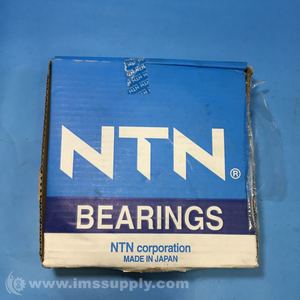 NTN®
BEARINGS
NTN corporation
MADE IN JAPAN
© www.imssupply.com